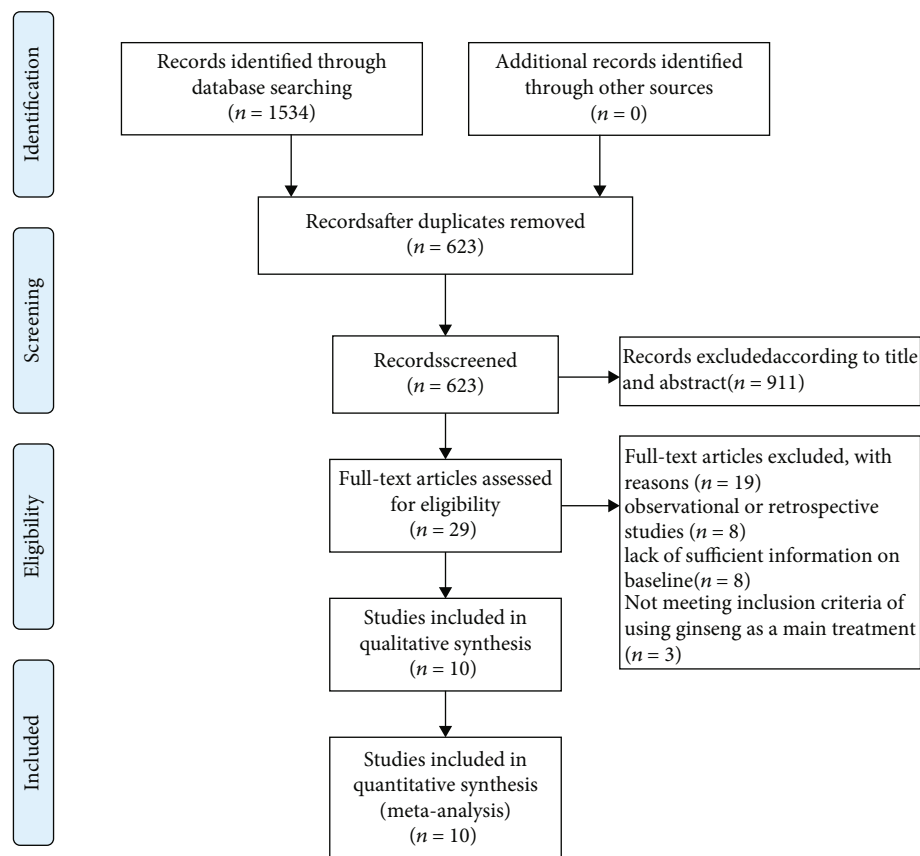 Identification
Records identified through
database searching
(n = 1534)
Additional records identified
through other sources
(n = 0)
Recordsafter duplicates removed
(n = 623)
Screening
Recordsscreened
(n = 623)
Records excludedaccording to title
and abstract(n = 911)
Eligibility
Full-text articles assessed
for eligibility
(n = 29)
Full-text articles excluded, with
reasons (n = 19)
observational or retrospective
studies (n = 8)
lack of sufficient information on
baseline(n = 8)
Not meeting inclusion criteria of
using ginseng as a main treatment
(n = 3)
Studies included in
qualitative synthesis
(n = 10)
Included
Studies included in
quantitative synthesis
(meta-analysis)
(n = 10)